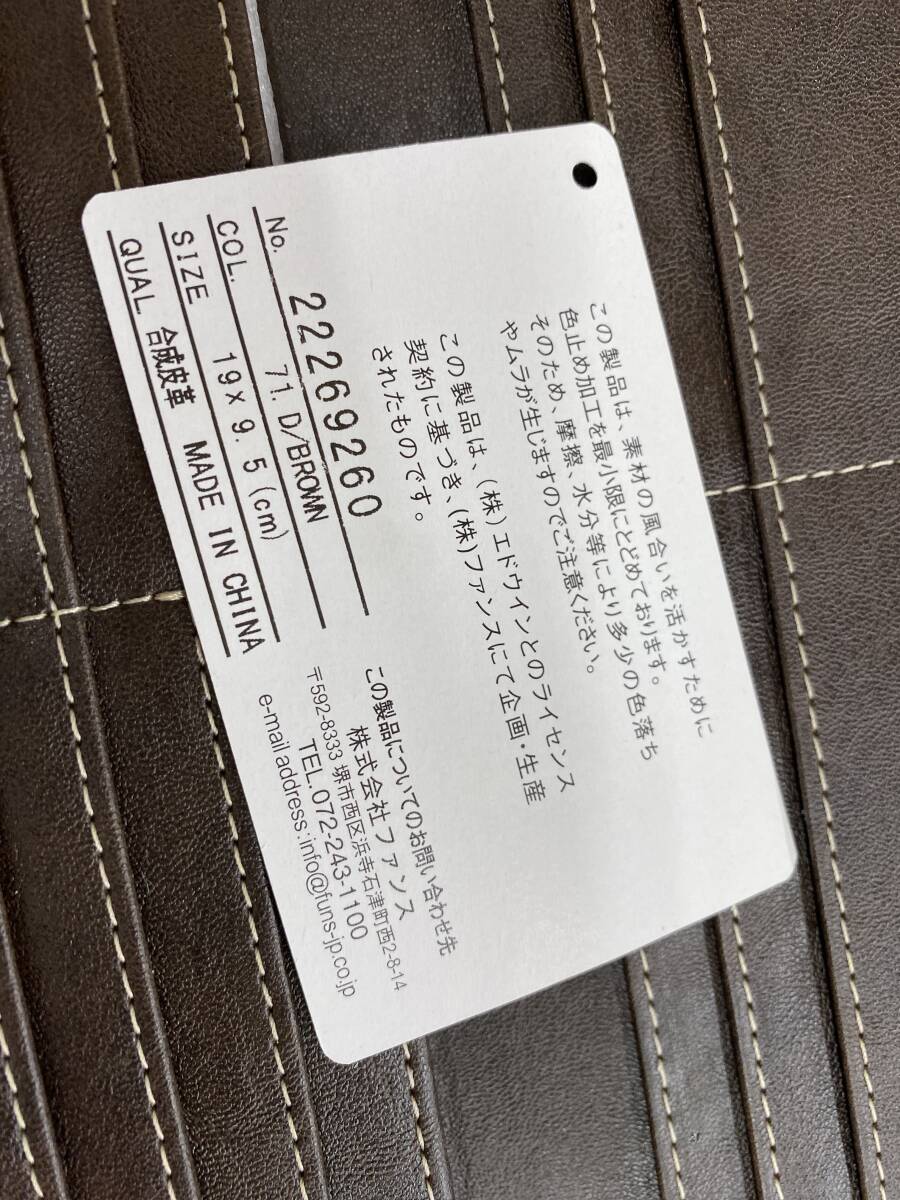 この製品は、素材の風合いを活かすために
色止め加工を最小限にとどめております。
そのため、摩擦、水分等により多少の色落ち
やムラが生じますのでご注意ください。
この製品は、(株)エドウインとのライセンス
契約に基づき、(株)ファンスにて企画・生産
されたものです。
No. 22269260
COL. 71. D/BROWN
SIZE 19×9.5(cm)
QUAL. 合成皮革 MADE IN CHINA
この製品についてのお問い合わせ先
株式会社ファンス
〒592-8333 堺市西区浜寺石津町西2-8-14
TEL.072-243-1100
e-mail address:info@funs-jp.co.jp